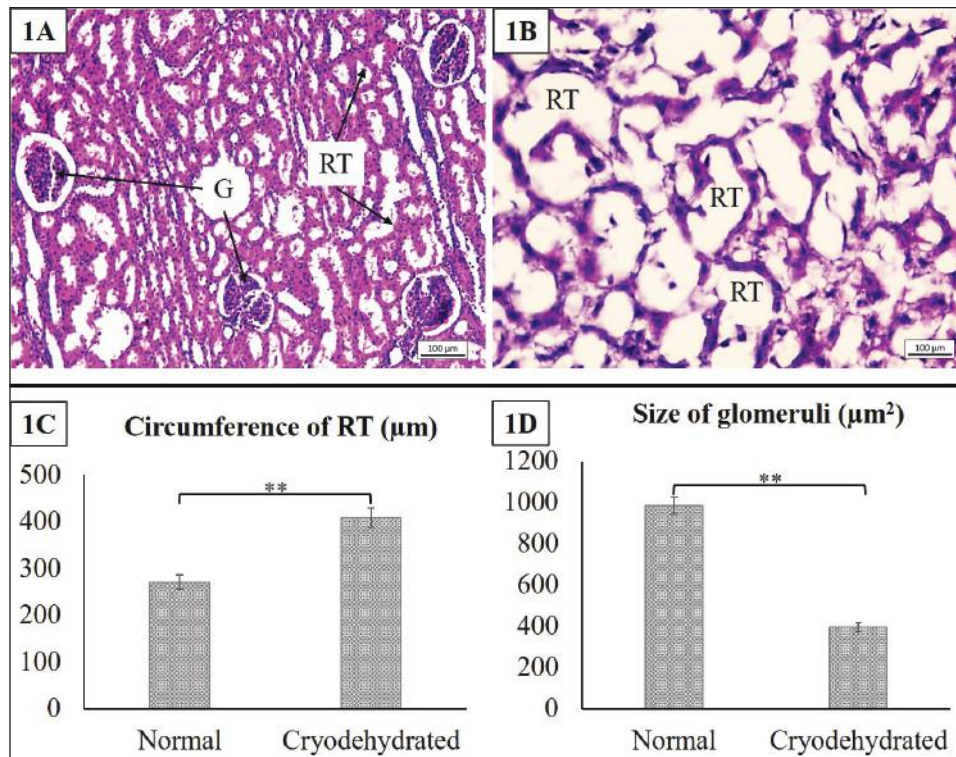 1A
RT
G
100 µm
1B
RT
RT
RT
100 µm
1C
Circumference of RT (µm)
500
400
300
200
100
0
**
Normal
Cryodehydrated
1D
Size of glomeruli (µm²)
1200
1000
800
600
400
200
0
**
Normal
Cryodehydrated